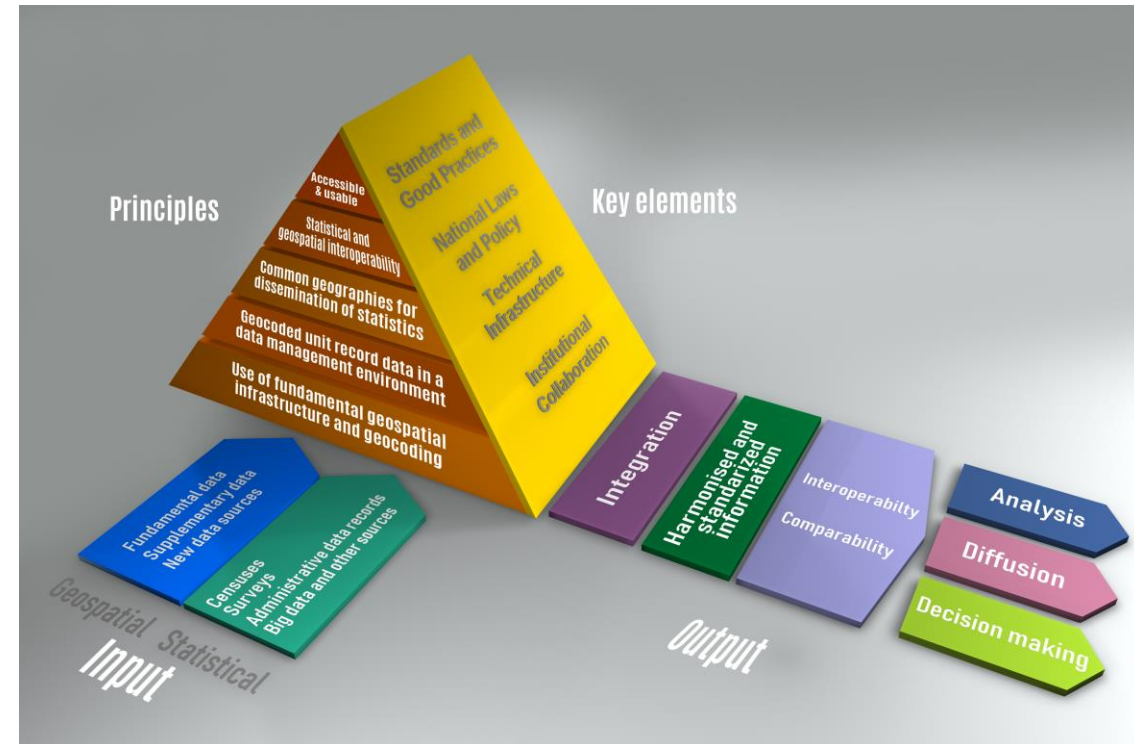 Principles
Accessible
& usable
Statistical and
geospatial interoperability
Common geographies for
dissemination of statistics
Geocoded unit record data in a
data management environment
Use of fundamental geospatial
infrastructure and geocoding
Key elements
Standards and
Good Practices
National Laws
and Policy
Technical
Infrastructure
Institutional
Collaboration
Fundamental data
Supplementary data
New data sources
Censuses
Surveys
Administrative data records
Big data and other sources
Geospatial Statistical
Input
Integration
Harmonised and
standarized
information
Interoperabilty
Comparability
Output
Analysis
Diffusion
Decision making